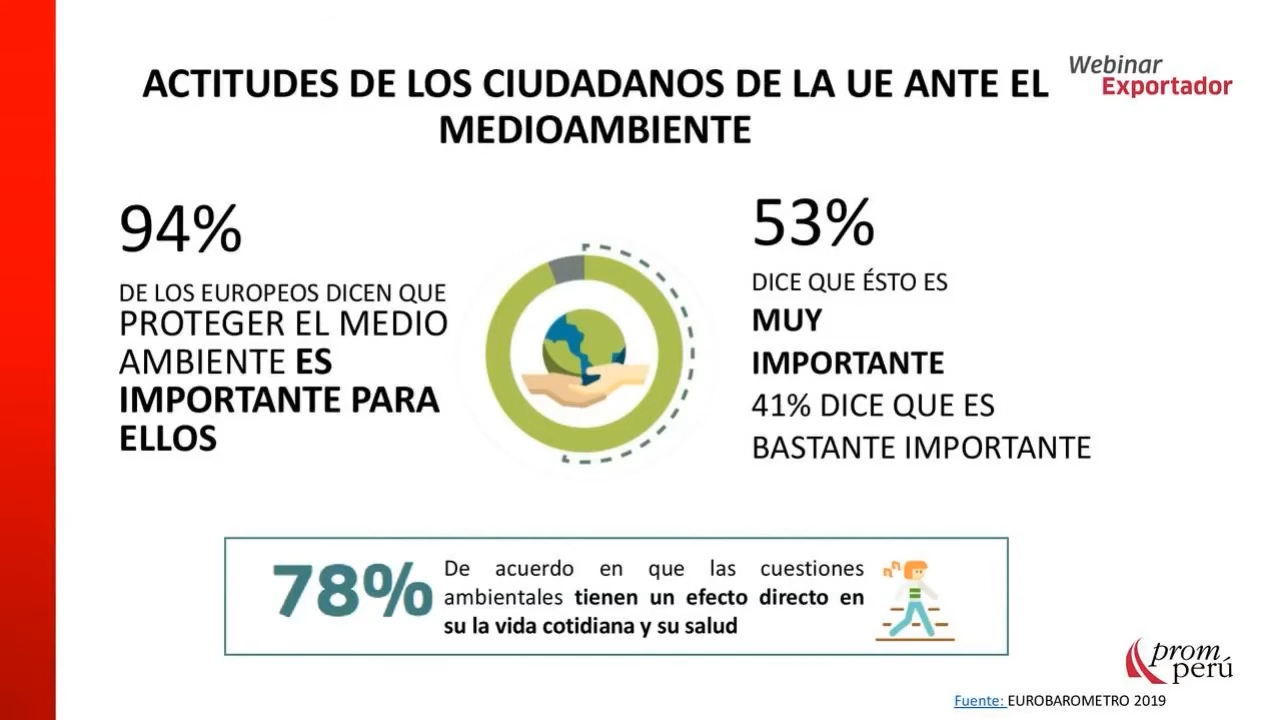 ACTITUDES DE LOS CIUDADANOS DE LA UE ANTE EL
MEDIOAMBIENTE
Webinar
Exportador
94%
DE LOS EUROPEOS DICEN QUE
PROTEGER EL MEDIO
AMBIENTE ES
IMPORTANTE PARA
ELLOS
53%
DICE QUE ÉSTO ES
MUY
IMPORTANTE
41% DICE QUE ES
BASTANTE IMPORTANTE
78%
De acuerdo en que las cuestiones
ambientales tienen un efecto directo en
su la vida cotidiana y su salud
prom
perú
Fuente: EUROBAROMETRO 2019